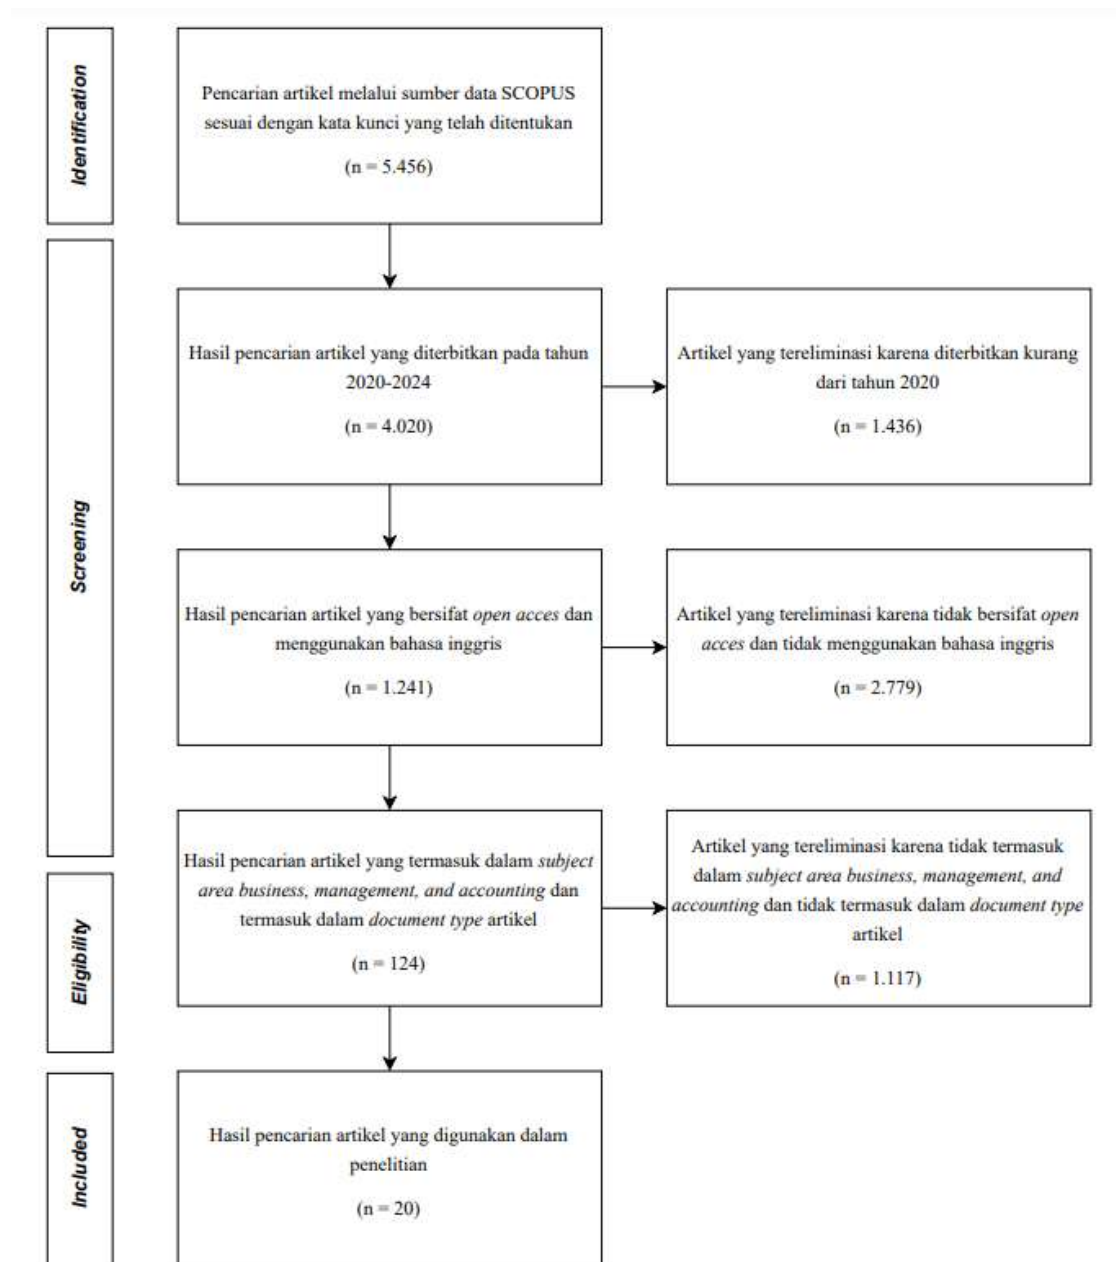 Identification
Pencarian artikel melalui sumber data SCOPUS
sesuai dengan kata kunci yang telah ditentukan
(n = 5.456)
Screening
Hasil pencarian artikel yang diterbitkan pada tahun
2020-2024
(n = 4.020)
Artikel yang tereliminasi karena diterbitkan kurang
dari tahun 2020
(n = 1.436)
Hasil pencarian artikel yang bersifat open acces dan
menggunakan bahasa inggris
(n = 1.241)
Artikel yang tereliminasi karena tidak bersifat open
acces dan tidak menggunakan bahasa inggris
(n = 2.779)
Eligibility
Hasil pencarian artikel yang termasuk dalam subject
area business, management, and accounting dan
termasuk dalam document type artikel
(n = 124)
Artikel yang tereliminasi karena tidak termasuk
dalam subject area business, management, and
accounting dan tidak termasuk dalam document type
artikel
(n = 1.117)
Included
Hasil pencarian artikel yang digunakan dalam
penelitian
(n = 20)